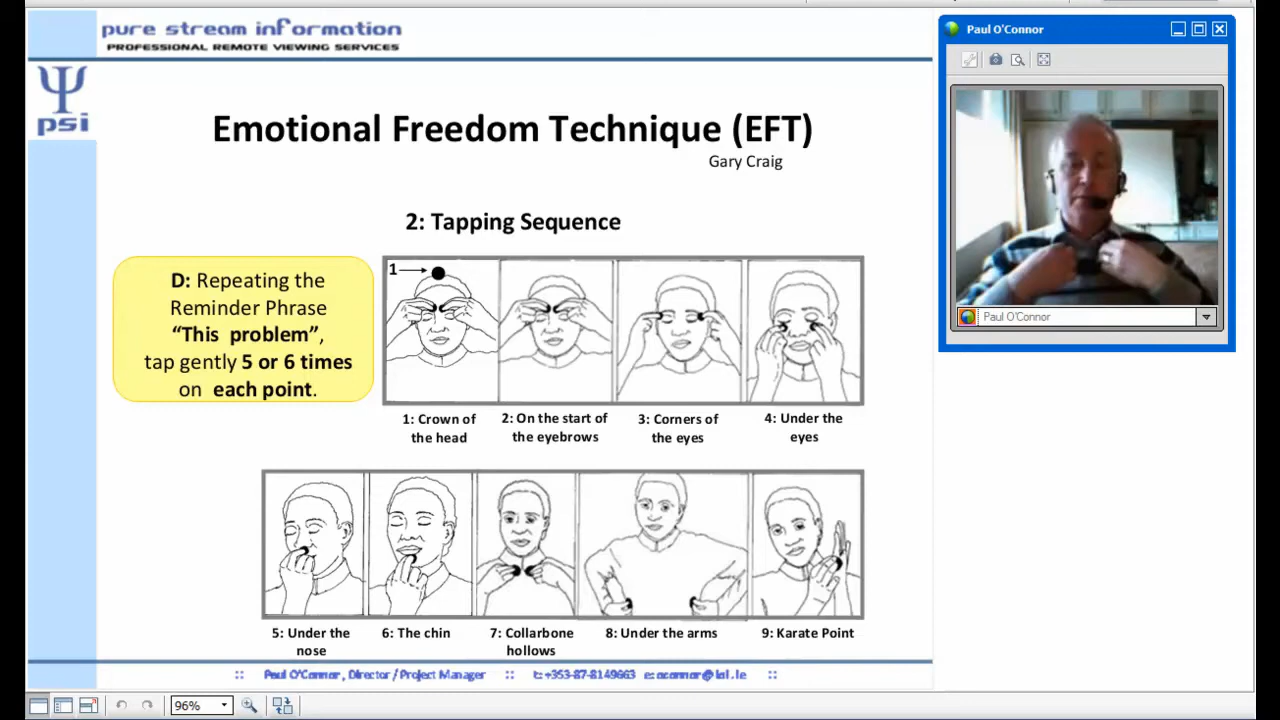 pure stream information
PROFESSIONAL REMOTE VIEWING SERVICES
psi
Emotional Freedom Technique (EFT)
Gary Craig
2: Tapping Sequence
D: Repeating the
Reminder Phrase
“This problem”,
tap gently 5 or 6 times
on each point.
1
1: Crown of
the head
2: On the start of
the eyebrows
3: Corners of
the eyes
4: Under the
eyes
5: Under the
nose
6: The chin
7: Collarbone
hollows
8: Under the arms
9: Karate Point
:: Paul O'Connor, Director / Project Manager :: t: +353-87-8149663 ::
96%
Paul O'Connor
Paul O'Connor